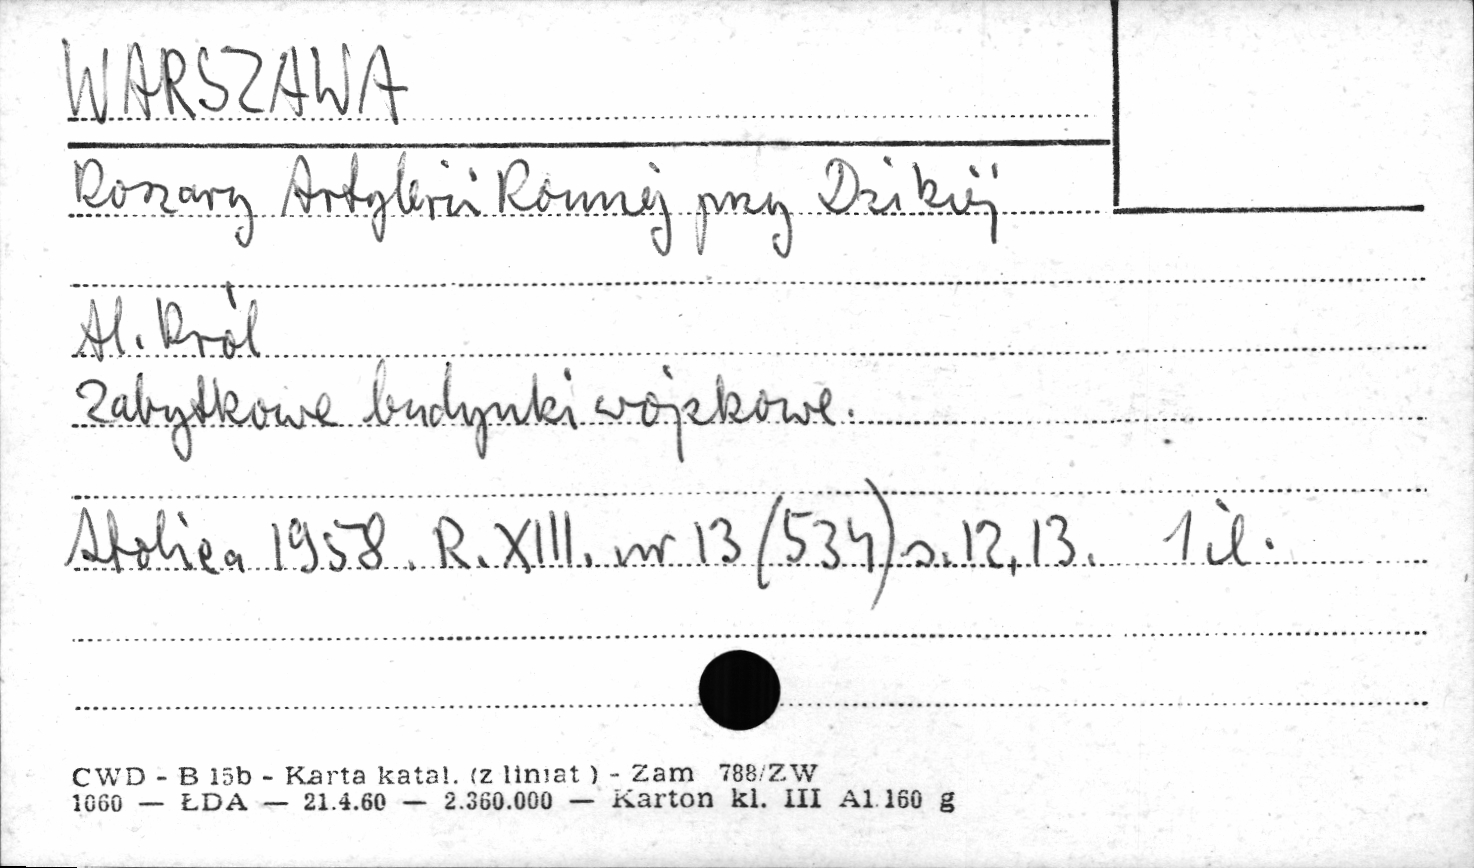 WARSZAWA
Koszary Artylerii Konnej przy Dzikiej
Al. Król
Zabytkowe budynki wojskowe.
Stolica 1958. R. XIII. nr 13 (534) s. 12, 13. 1 il.
CWD - B 15b - Karta katal. (z liniat ) - Zam 788/ZW
1060 — ŁDA — 21.4.60 — 2.360.000 — Karton kl. III A1 160 g